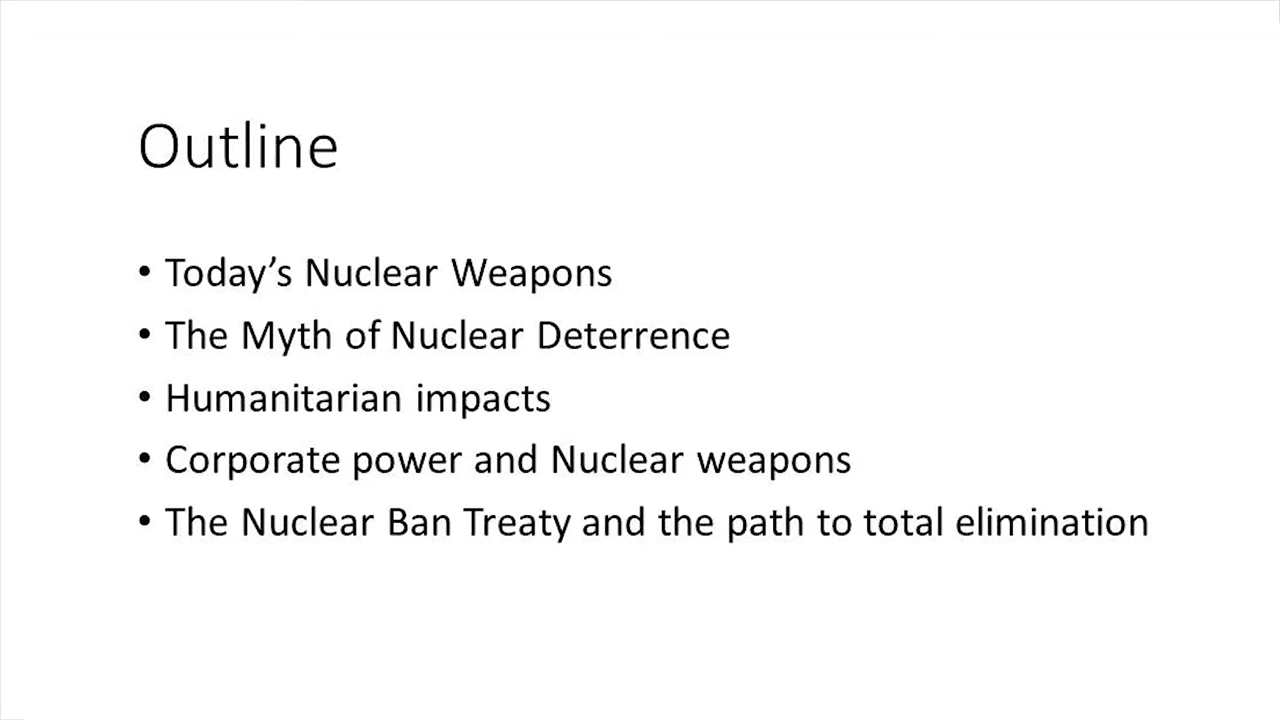 Outline
• Today’s Nuclear Weapons
• The Myth of Nuclear Deterrence
• Humanitarian impacts
• Corporate power and Nuclear weapons
• The Nuclear Ban Treaty and the path to total elimination